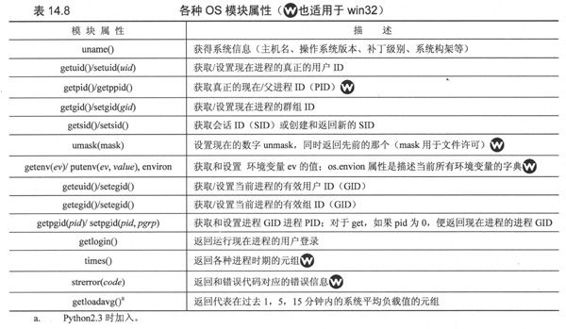 表 14.8 各种 OS 模块属性（W也适用于 win32）
模 块 属 性 描 述
uname() 获得系统信息（主机名、操作系统版本、补丁级别、系统构架等）
getuid()/setuid(uid) 获取/设置现在进程的真正的用户 ID
getpid()/getppid() 获取真正的现在/父进程 ID（PID）W
getgid()/setgid(gid) 获取/设置现在进程的群组 ID
getsid()/setsid() 获取会话 ID（SID）或创建和返回新的 SID
umask(mask) 设置现在的数字 unmask，同时返回先前的那个（mask 用于文件许可）W
getenv(ev)/ putenv(ev, value), environ 获取和设置 环境变量 ev 的值；os.envion 属性是描述当前所有环境变量的字典W
geteuid()/setegid() 获取/设置当前进程的有效用户 ID（GID）
getegid()/setegid() 获取/设置当前进程的有效组 ID（GID）
getpgid(pid)/ setpgid(pid, pgrp) 获取和设置进程 GID 进程 PID；对于 get，如果 pid 为 0，便返回现在进程的进程 GID
getlogin() 返回运行现在进程的用户登录
times() 返回各种进程时期的元组W
strerror(code) 返回和错误代码对应的错误信息W
getloadavg()a 返回代表在过去 1，5，15 分钟内的系统平均负载值的元组
a. Python2.3 时加入。